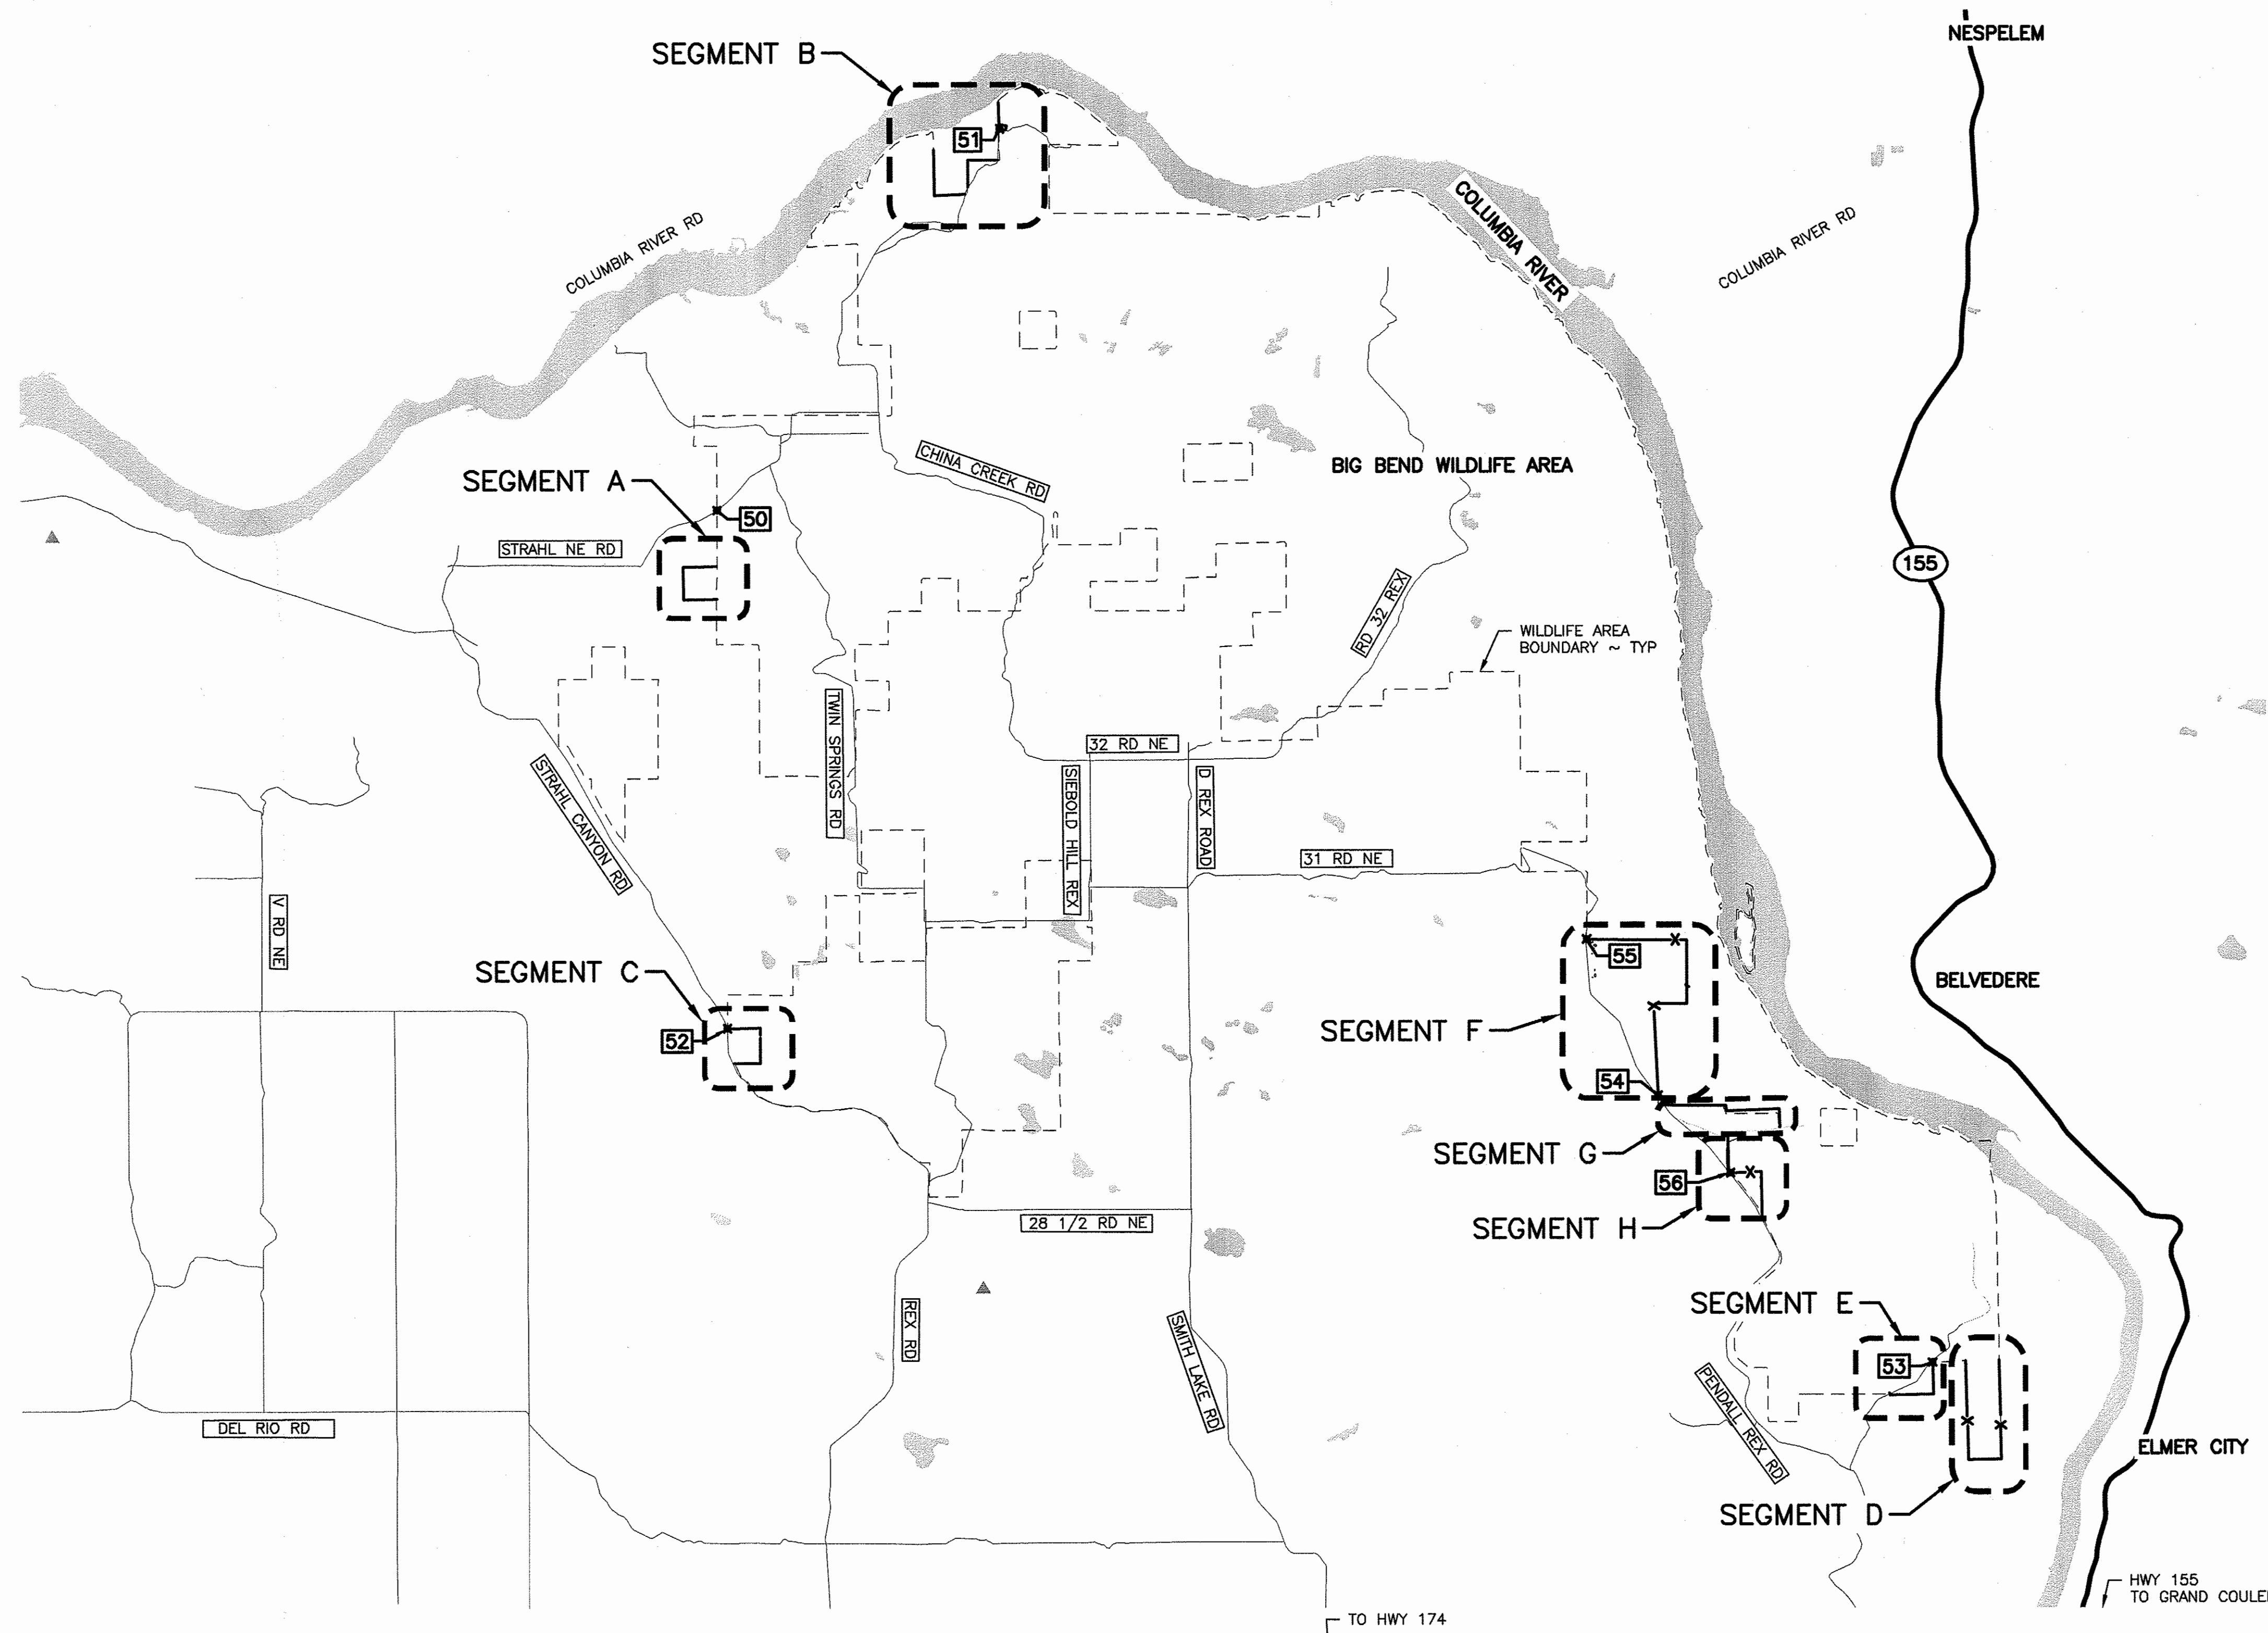 NESPELEM
SEGMENT B
51
COLUMBIA RIVER
COLUMBIA RIVER RD
COLUMBIA RIVER RD
CHINA CREEK RD
BIG BEND WILDLIFE AREA
SEGMENT A
50
STRAHL NE RD
155
RD 32 REX
WILDLIFE AREA
BOUNDARY ~ TYP
TWIN SPRINGS RD
32 RD NE
STRAHL CANYON RD
SIEBOLD HILL REX
D REX ROAD
31 RD NE
V RD NE
55
SEGMENT C
BELVEDERE
52
SEGMENT F
54
SEGMENT G
56
28 1/2 RD NE
SEGMENT H
SEGMENT E
REX RD
SMITH LAKE RD
53
PENDALL REX RD
DEL RIO RD
ELMER CITY
SEGMENT D
HWY 155
TO GRAND COULEE
TO HWY 174